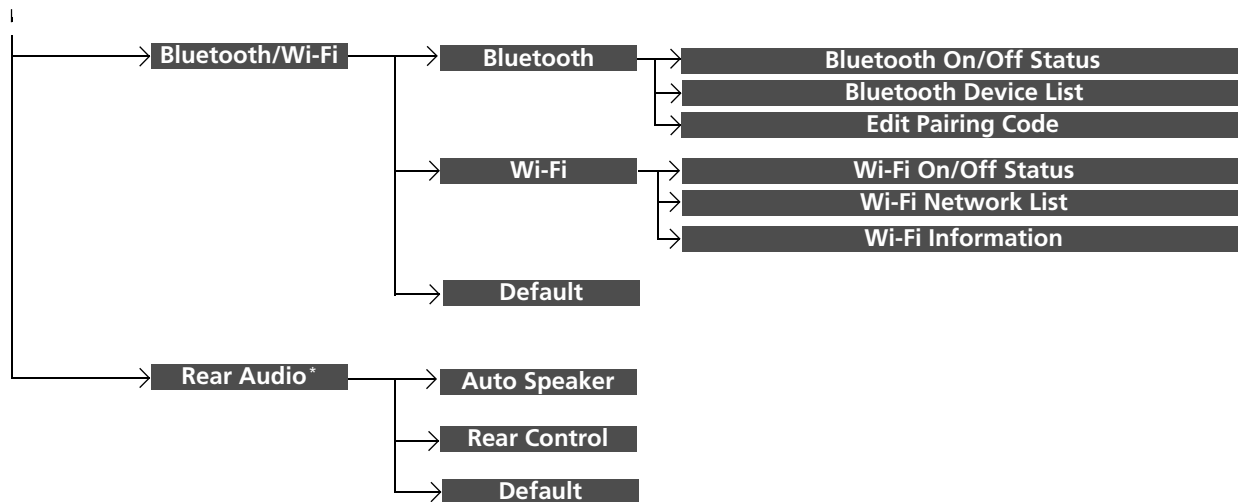 Bluetooth/Wi-Fi
Bluetooth
Bluetooth On/Off Status
Bluetooth Device List
Edit Pairing Code
Wi-Fi
Wi-Fi On/Off Status
Wi-Fi Network List
Wi-Fi Information
Default
Rear Audio*
Auto Speaker
Rear Control
Default